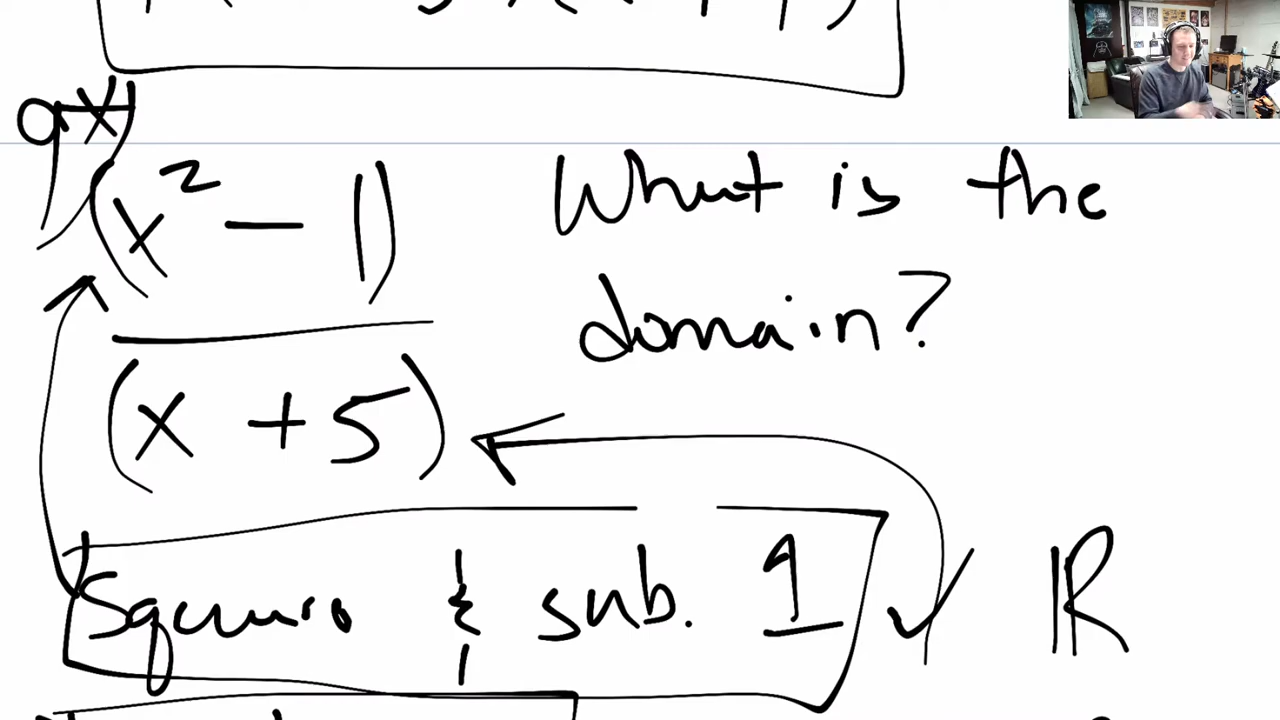 g(x)
(x² - 1) What is the
domain?
(x + 5)
Square & sub. 1 ✓ ℝ